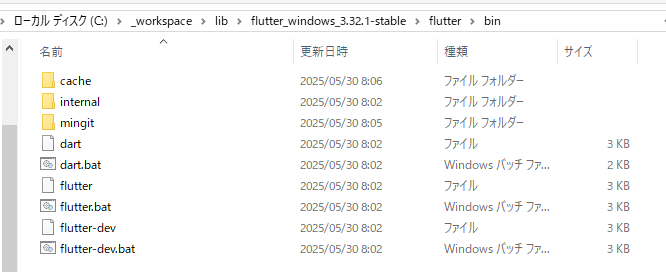 ローカル ディスク (C:) > _workspace > lib > flutter_windows_3.32.1-stable > flutter > bin
名前 更新日時 種類 サイズ
cache 2025/05/30 8:06 ファイル フォルダー
internal 2025/05/30 8:02 ファイル フォルダー
mingit 2025/05/30 8:05 ファイル フォルダー
dart 2025/05/30 8:02 ファイル 3 KB
dart.bat 2025/05/30 8:02 Windows バッチ ファ... 2 KB
flutter 2025/05/30 8:02 ファイル 3 KB
flutter.bat 2025/05/30 8:02 Windows バッチ ファ... 3 KB
flutter-dev 2025/05/30 8:02 ファイル 3 KB
flutter-dev.bat 2025/05/30 8:02 Windows バッチ ファ... 3 KB